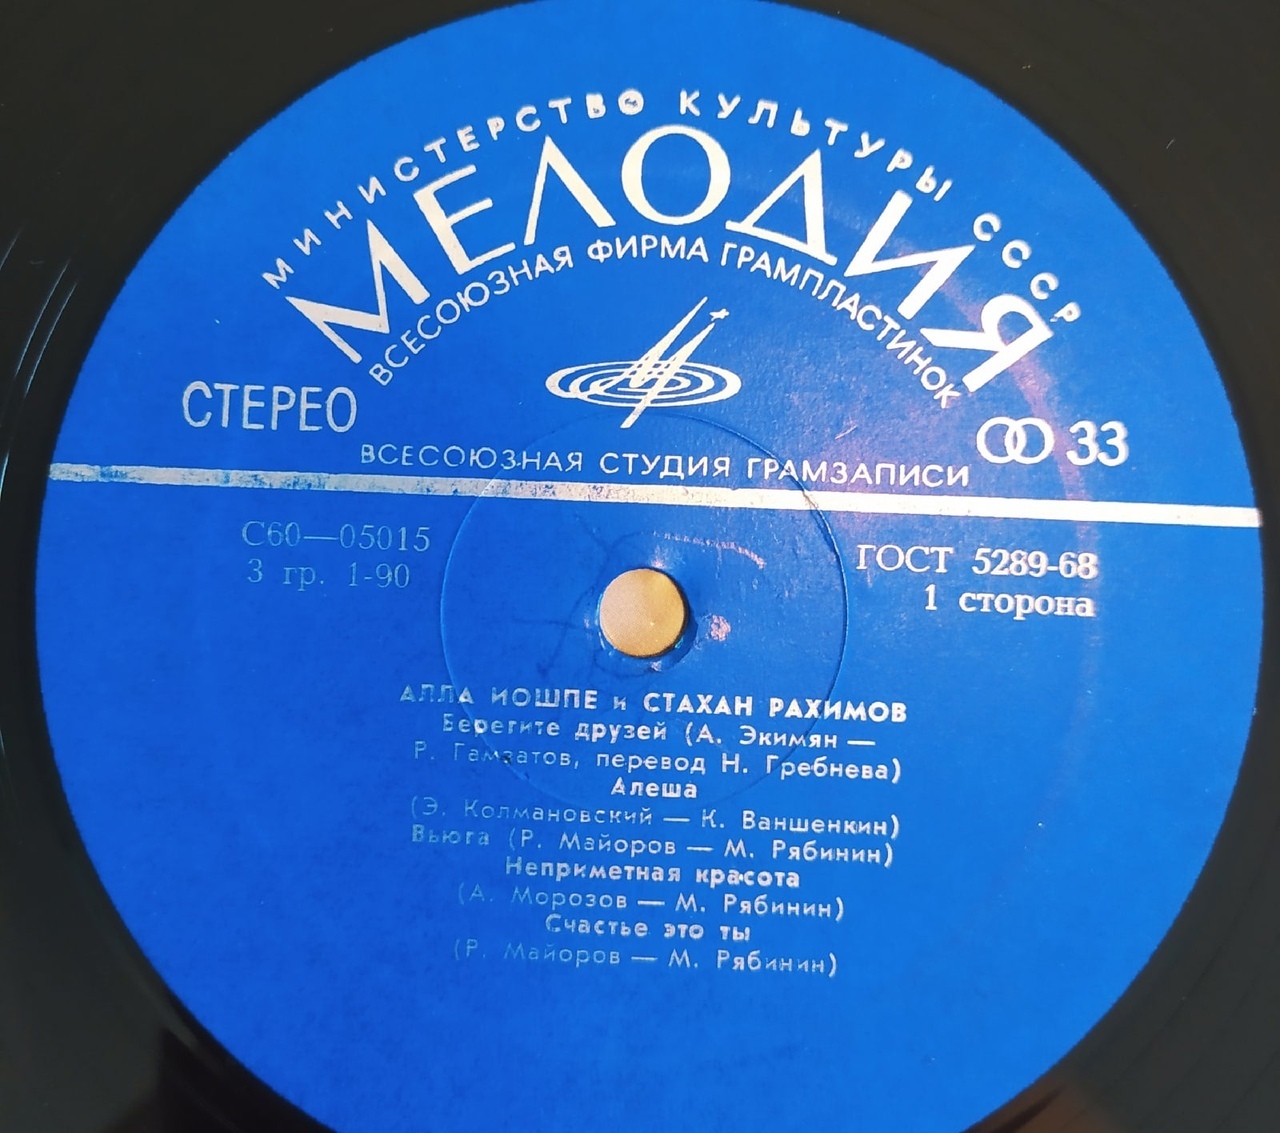 МИНИСТЕРСТВО КУЛЬТУРЫ СССР
МЕЛОДИЯ
ВСЕСОЮЗНАЯ ФИРМА ГРАМПЛАСТИНОК
СТЕРЕО
33
ВСЕСОЮЗНАЯ СТУДИЯ ГРАМЗАПИСИ
С60—05015
3 гр. 1-90
ГОСТ 5289-68
1 сторона
АЛЛА ИОШПЕ и СТАХАН РАХИМОВ
Берегите друзей (А. Экимян —
Р. Гамзатов, перевод Н. Гребнева)
Алеша
(Э. Колмановский — К. Ваншенкин)
Вьюга (Р. Майоров — М. Рябинин)
Неприметная красота
(А. Морозов — М. Рябинин)
Счастье это ты
(Р. Майоров — М. Рябинин)